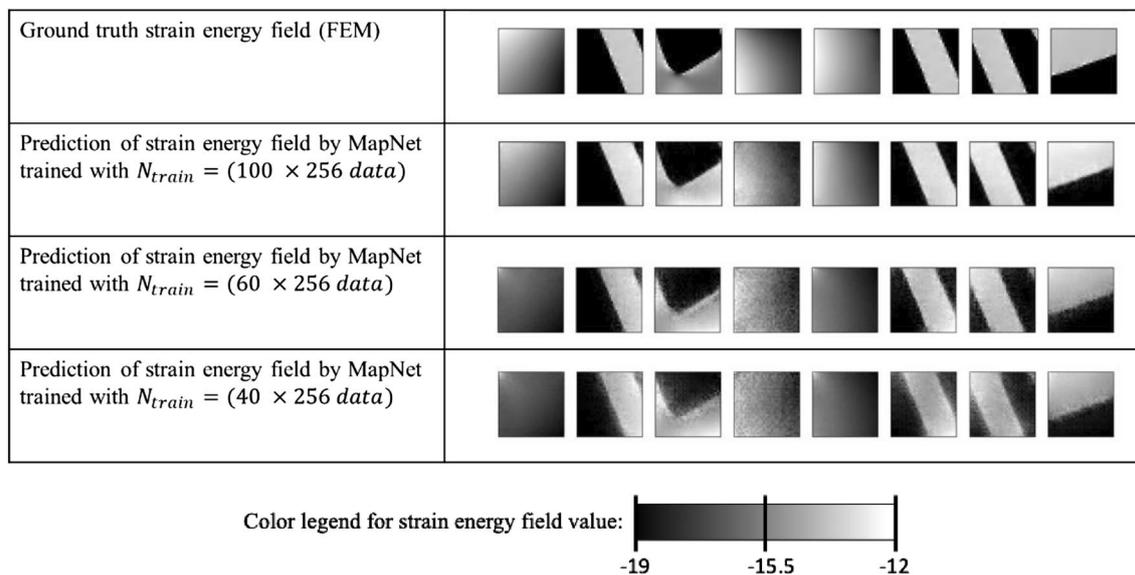 Ground truth strain energy field (FEM)
Prediction of strain energy field by MapNet
trained with N_train = (100 × 256 data)
Prediction of strain energy field by MapNet
trained with N_train = (60 × 256 data)
Prediction of strain energy field by MapNet
trained with N_train = (40 × 256 data)
Color legend for strain energy field value:
-19 -15.5 -12